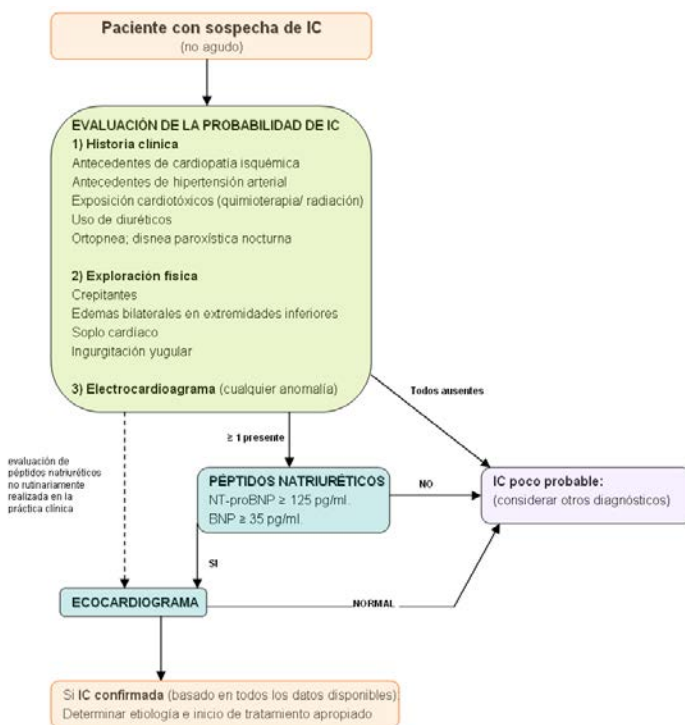 Paciente con sospecha de IC
(no agudo)
EVALUACIÓN DE LA PROBABILIDAD DE IC
1) Historia clínica
Antecedentes de cardiopatía isquémica
Antecedentes de hipertensión arterial
Exposición cardiotóxicos (quimioterapia/ radiación)
Uso de diuréticos
Ortopnea; disnea paroxística nocturna
2) Exploración física
Crepitantes
Edemas bilaterales en extremidades inferiores
Soplo cardíaco
Ingurgitación yugular
3) Electrocardioagrama (cualquier anomalía)
Todos ausentes
≥ 1 presente
evaluación de
péptidos natriuréticos
no rutinariamente
realizada en la
práctica clínica
PÉPTIDOS NATRIURÉTICOS
NT-proBNP ≥ 125 pg/ml.
BNP ≥ 35 pg/ml.
NO
IC poco probable:
(considerar otros diagnósticos)
SI
ECOCARDIOGRAMA
NORMAL
Si IC confirmada (basado en todos los datos disponibles)
Determinar etiología e inicio de tratamiento apropiado